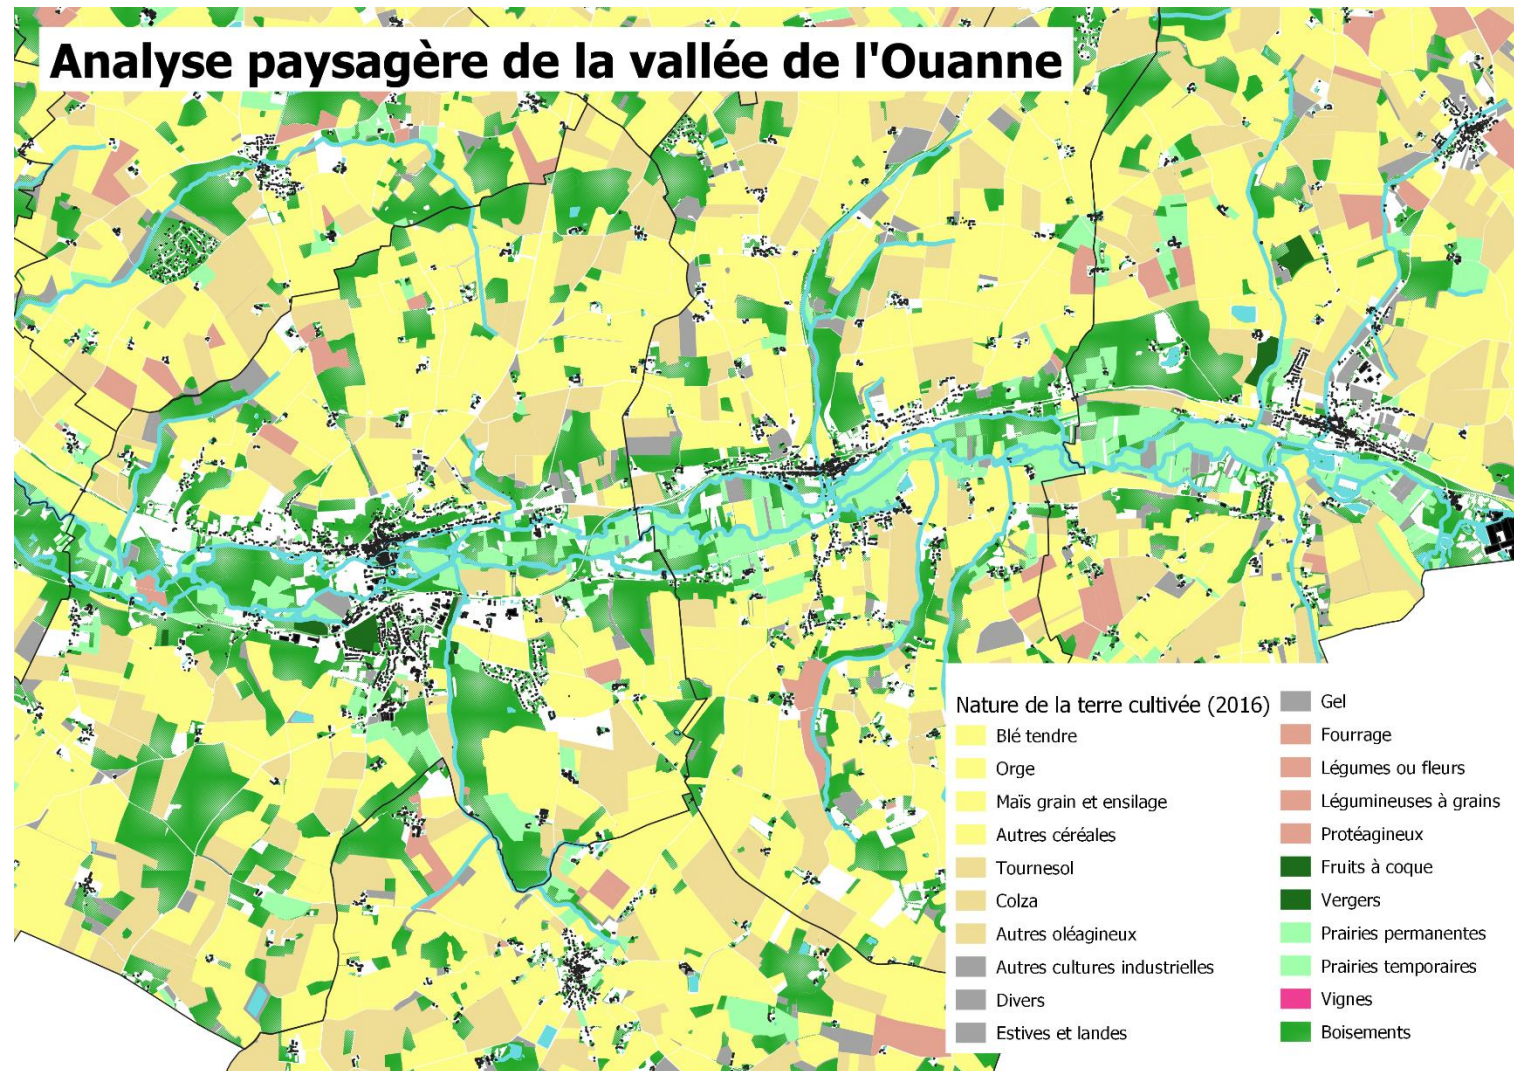 Analyse paysagère de la vallée de l'Ouanne
Nature de la terre cultivée (2016)
Blé tendre
Orge
Maïs grain et ensilage
Autres céréales
Tournesol
Colza
Autres oléagineux
Autres cultures industrielles
Divers
Estives et landes
Gel
Fourrage
Légumes ou fleurs
Légumineuses à grains
Protéagineux
Fruits à coque
Vergers
Prairies permanentes
Prairies temporaires
Vignes
Boisements